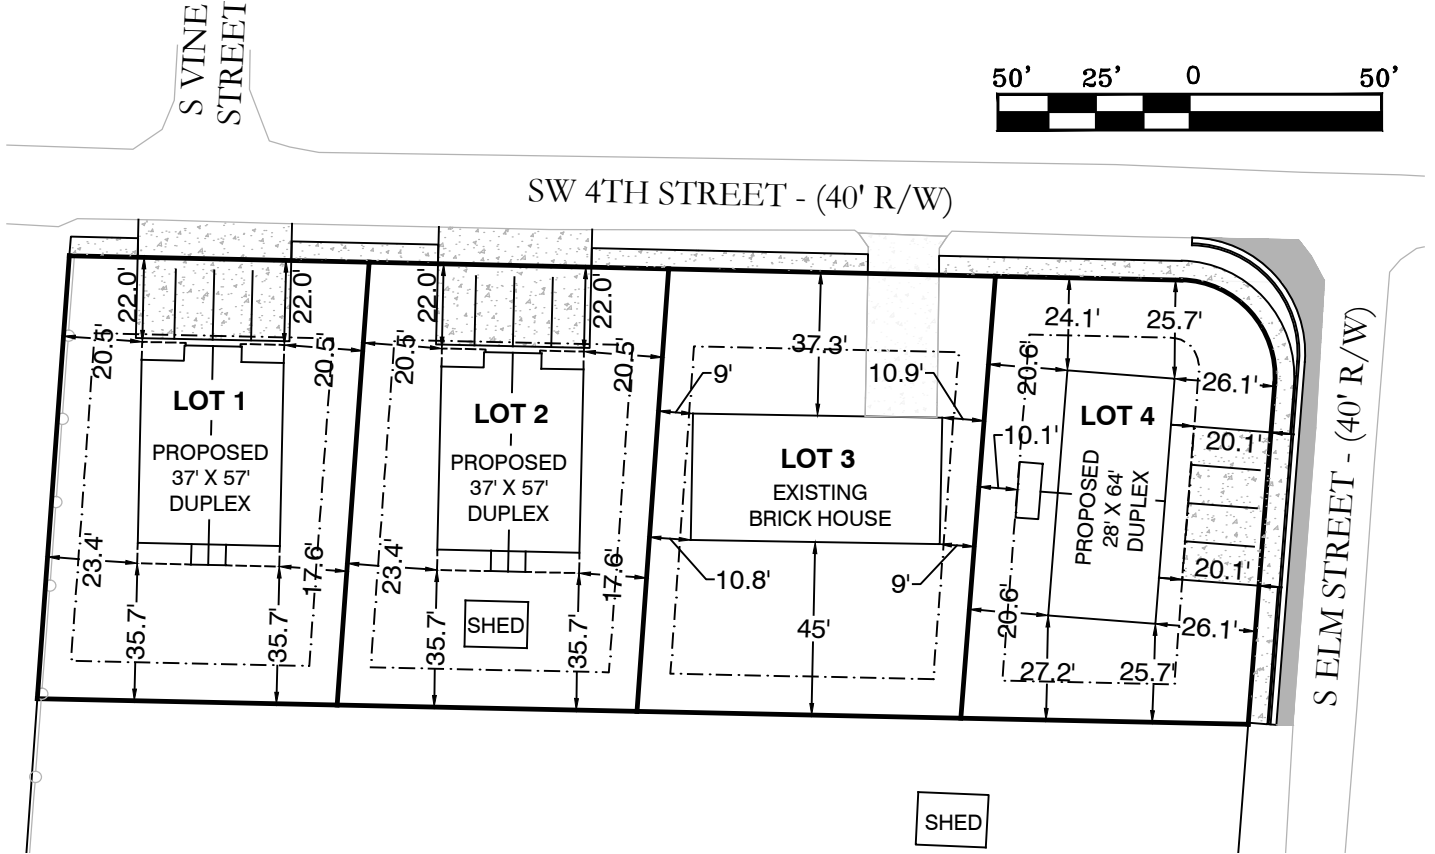 S VINE
STREET
50' 25' 0 50'
SW 4TH STREET - (40' R/W)
22.0' 22.0' 22.0' 22.0'
20.5' 20.5' 20.5' 20.5'
24.1' 25.7'
37.3'
20.6'
26.1'
9' 10.9'
LOT 1
PROPOSED
37' X 57'
DUPLEX
LOT 2
PROPOSED
37' X 57'
DUPLEX
LOT 3
EXISTING
BRICK HOUSE
LOT 4
PROPOSED
28' X 64'
DUPLEX
10.1'
20.1'
23.4' 17.6' 23.4' 17.6'
10.8' 9'
20.1'
20.6'
26.1'
35.7' 35.7' 35.7' 35.7'
SHED
45'
27.2' 25.7'
S ELM STREET - (40' R/W)
SHED